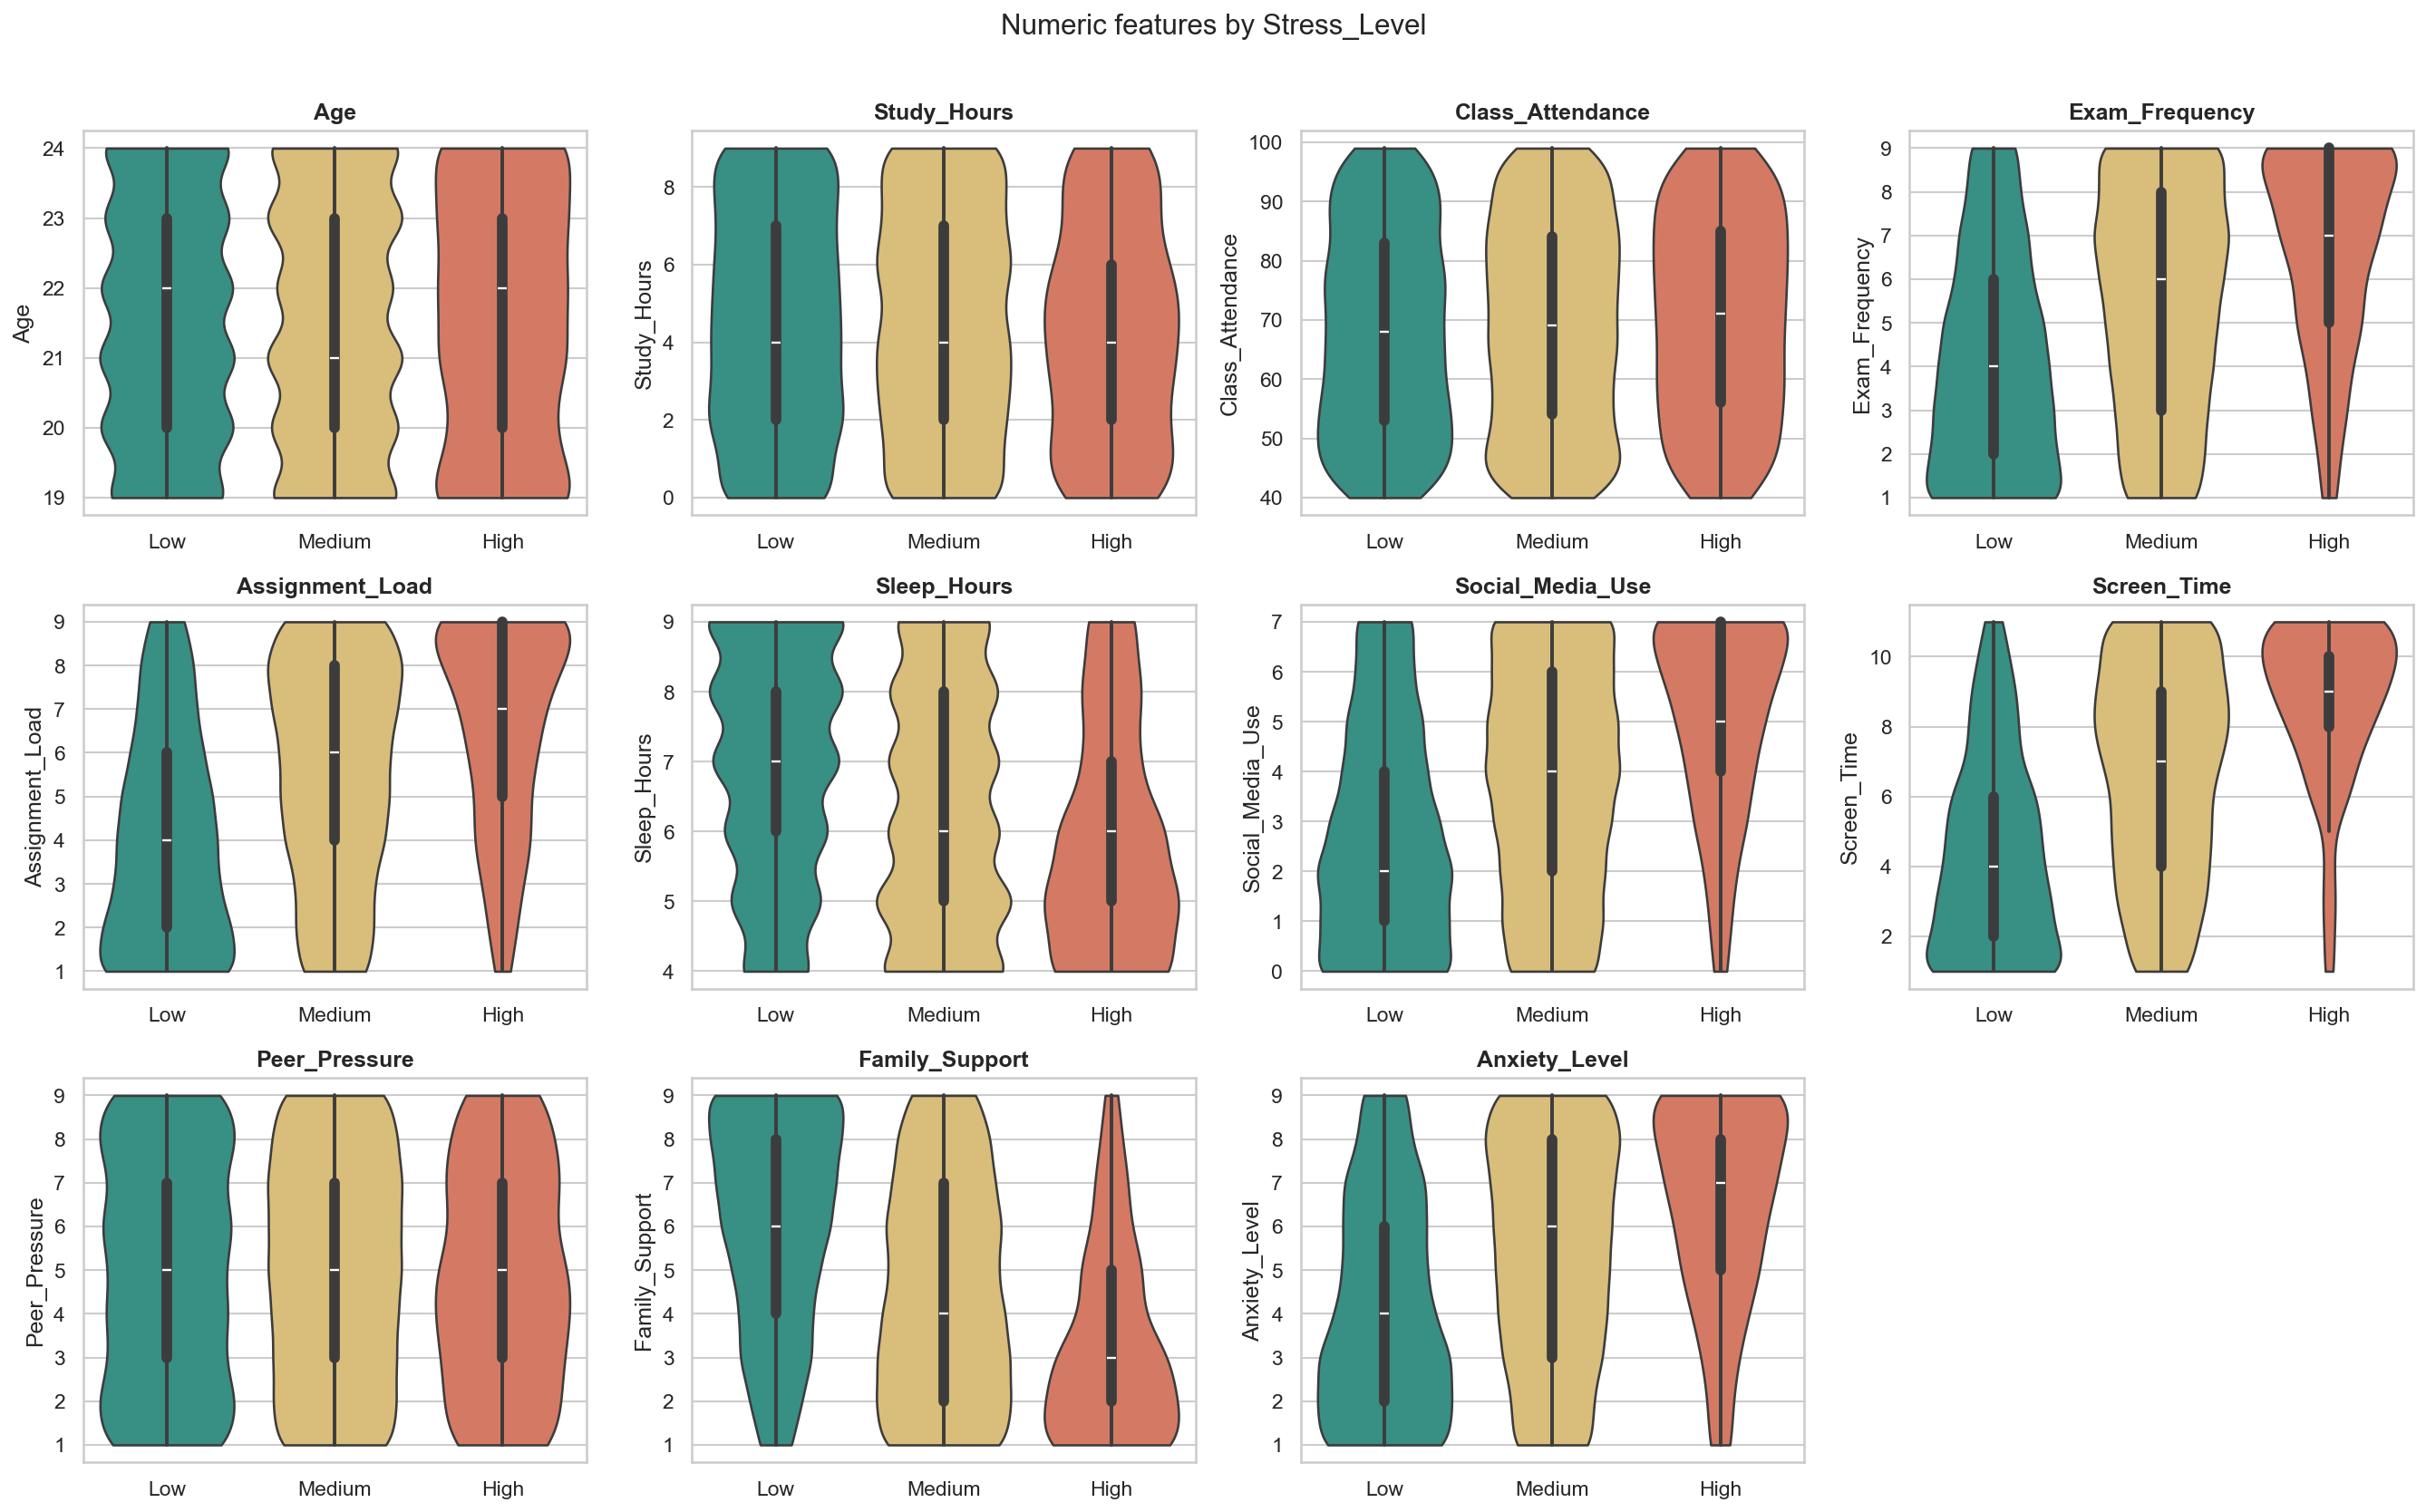 Numeric features by Stress_Level
Age
Age
24
23
22
21
20
19
Low Medium High
Study_Hours
Study_Hours
8
6
4
2
0
Low Medium High
Class_Attendance
Class_Attendance
100
90
80
70
60
50
40
Low Medium High
Exam_Frequency
Exam_Frequency
9
8
7
6
5
4
3
2
1
Low Medium High
Assignment_Load
Assignment_Load
9
8
7
6
5
4
3
2
1
Low Medium High
Sleep_Hours
Sleep_Hours
9
8
7
6
5
4
Low Medium High
Social_Media_Use
Social_Media_Use
7
6
5
4
3
2
1
0
Low Medium High
Screen_Time
Screen_Time
10
8
6
4
2
Low Medium High
Peer_Pressure
Peer_Pressure
9
8
7
6
5
4
3
2
1
Low Medium High
Family_Support
Family_Support
9
8
7
6
5
4
3
2
1
Low Medium High
Anxiety_Level
Anxiety_Level
9
8
7
6
5
4
3
2
1
Low Medium High